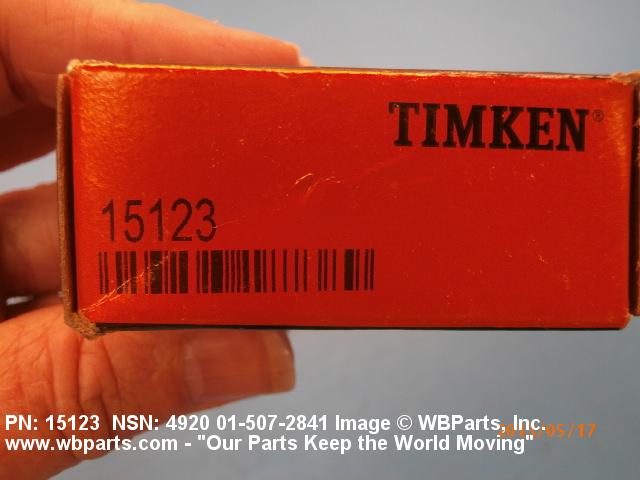 TIMKEN®
15123
PN: 15123 NSN: 4920 01-507-2841 Image © WBParts, Inc.
www.wbparts.com - "Our Parts Keep the World Moving"